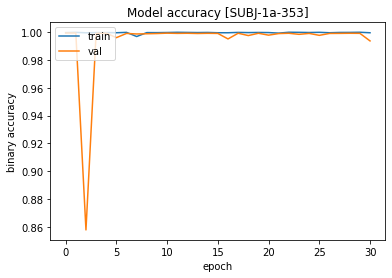 Model accuracy [SUBJ-1a-353]
train
val
binary accuracy
1.00
0.98
0.96
0.94
0.92
0.90
0.88
0.86
0 5 10 15 20 25 30
epoch